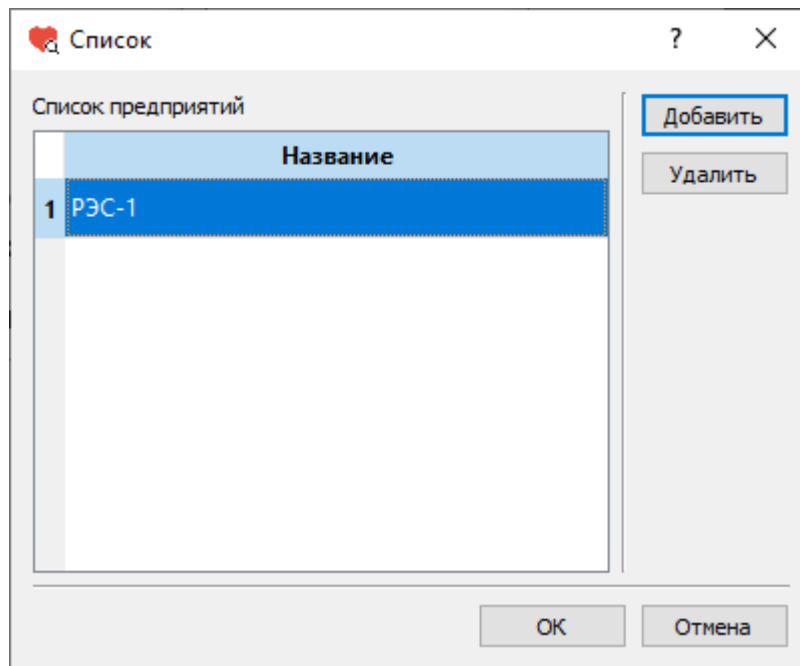 Список
?
Список предприятий
Добавить
Название
Удалить
1 РЭС-1
OK
Отмена